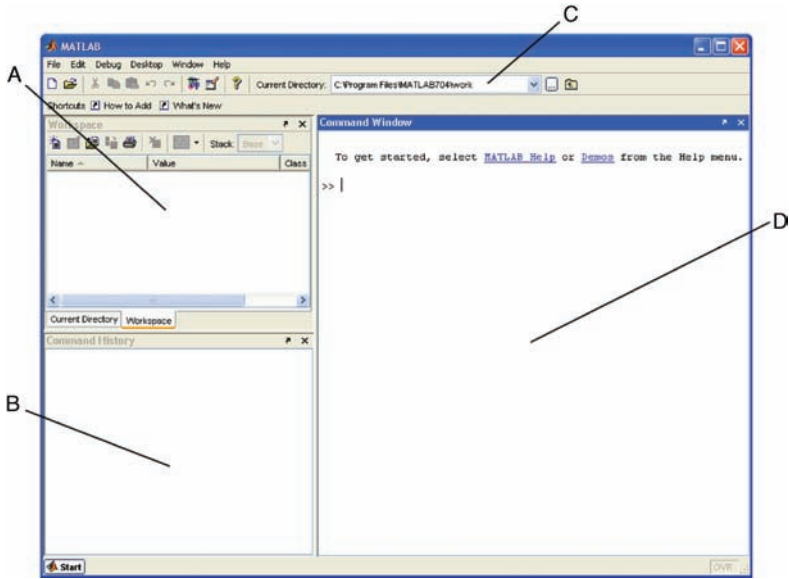 C
MATLAB
File Edit Debug Desktop Window Help
A
Current Directory: C:\Program Files\MATLAB704\work
Shortcuts How to Add What's New
Workspace
Command Window
Stack: Base
Name Value Class
To get started, select MATLAB Help or Demos from the Help menu.
>>
D
Current Directory Workspace
Command History
B
Start
OVR